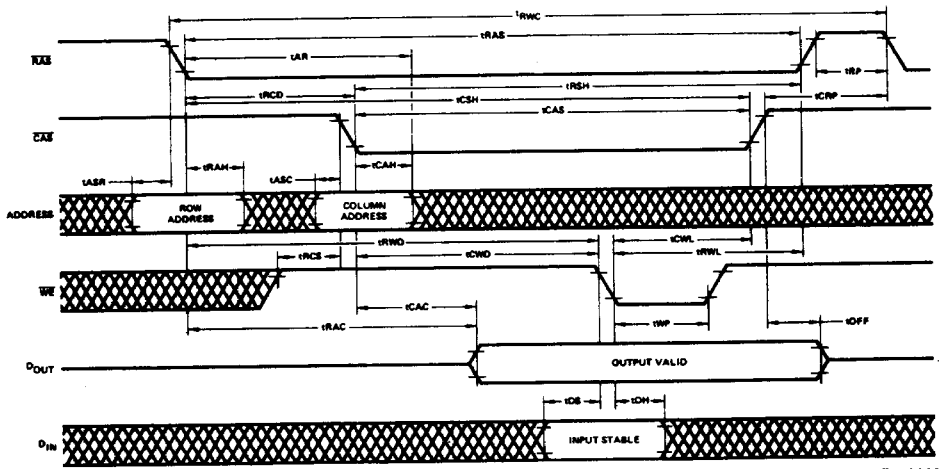 tRWC
tRAS
RAS
tAR
tRP
tRCD
tRSH
tCSH
tCRP
tCAS
CAS
tRAH
tCAH
tASR
tASC
ADDRESS
ROW ADDRESS
COLUMN ADDRESS
tRWD
tCWL
tRCS
tCWD
tRWL
WE
tCAC
tWP
tRAC
tOFF
DOUT
OUTPUT VALID
tDS
tDH
DIN
INPUT STABLE